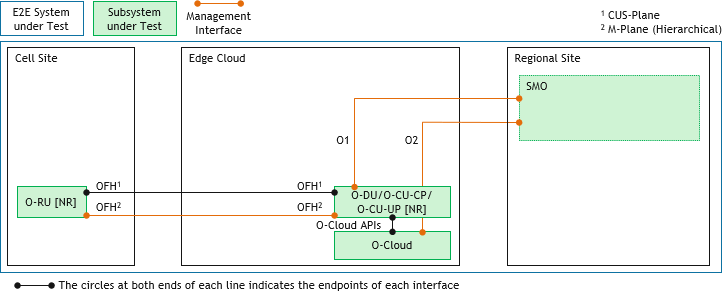 E2E System
under Test
Subsystem
under Test
Management
Interface
¹ CUS-Plane
² M-Plane (Hierarchical)
Cell Site
Edge Cloud
Regional Site
SMO
O1
O2
OFH¹
OFH¹
O-RU [NR]
O-DU/O-CU-CP/
O-CU-UP [NR]
OFH²
OFH²
O-Cloud APIs
O-Cloud
The circles at both ends of each line indicates the endpoints of each interface